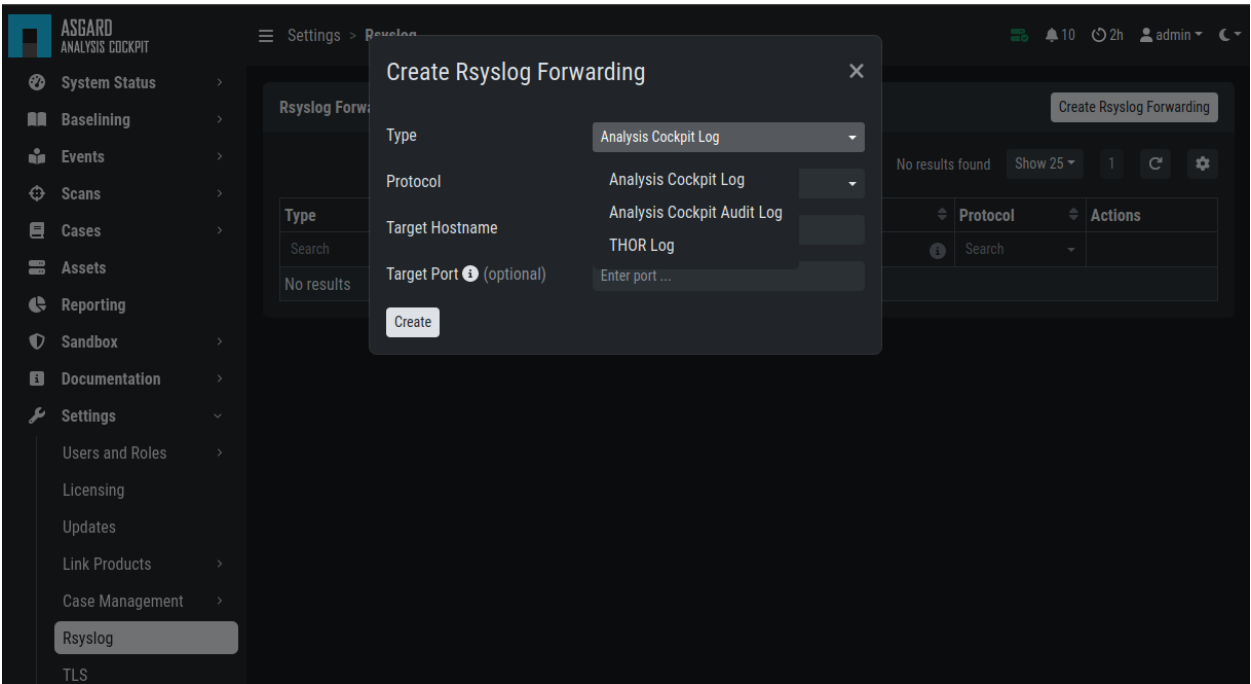 ASGARD
ANALYSIS COCKPIT
Settings > Rsyslog
10
2h
admin
System Status
Baselining
Events
Scans
Cases
Assets
Reporting
Sandbox
Documentation
Settings
Users and Roles
Licensing
Updates
Link Products
Case Management
Rsyslog
TLS
Rsyslog Forwa
Create Rsyslog Forwarding
No results found
Show 25
1
Type
Protocol
Actions
Search
Search
No results
Create Rsyslog Forwarding
×
Type
Analysis Cockpit Log
Protocol
Analysis Cockpit Log
Analysis Cockpit Audit Log
THOR Log
Target Hostname
Target Port (optional)
Enter port ...
Create